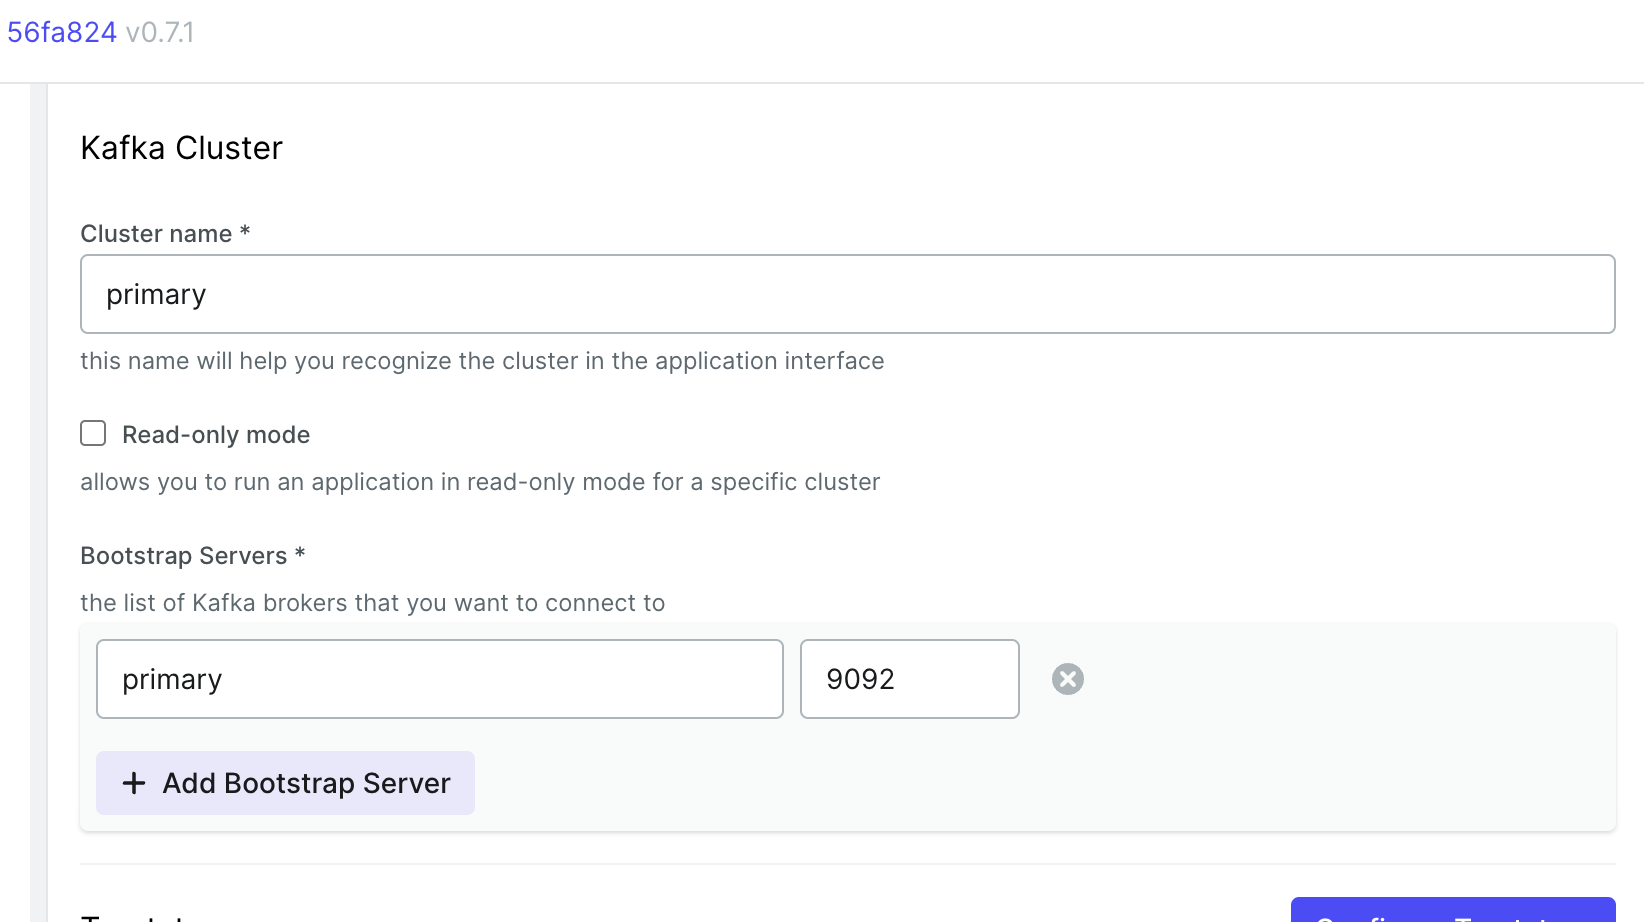 56fa824 v0.7.1
Kafka Cluster
Cluster name *
primary
this name will help you recognize the cluster in the application interface
Read-only mode
allows you to run an application in read-only mode for a specific cluster
Bootstrap Servers *
the list of Kafka brokers that you want to connect to
primary 9092
+ Add Bootstrap Server